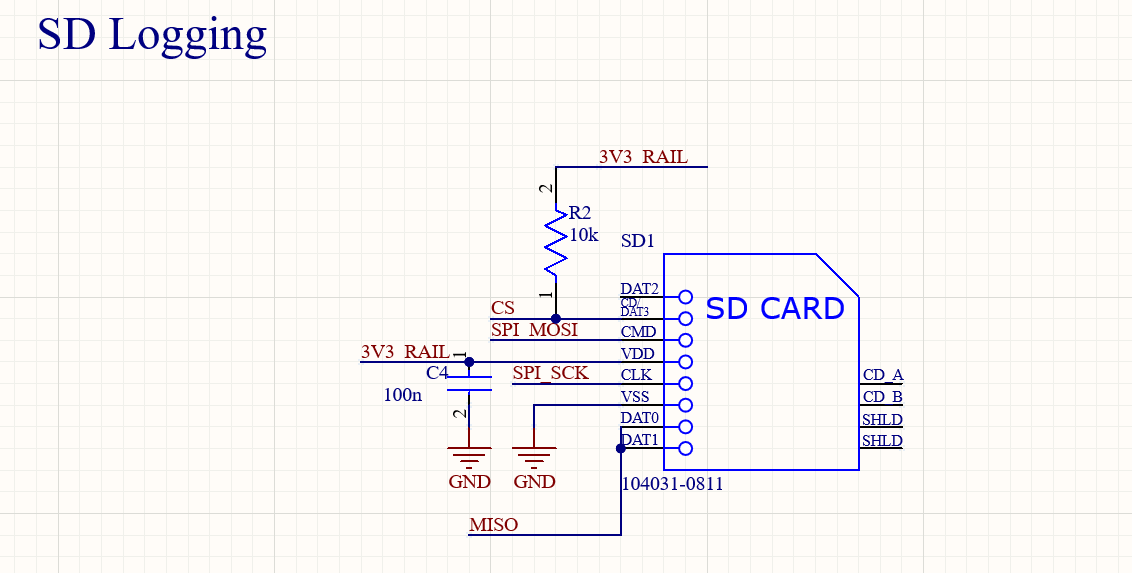 SD Logging
3V3_RAIL
2
R2
10k
SD1
1
DAT2
CD/
DAT3
SD CARD
CS
SPI_MOSI
CMD
3V3_RAIL
1
VDD
C4
SPI_SCK
CLK
CD_A
100n
VSS
CD_B
2
DAT0
SHLD
DAT1
SHLD
GND
GND
104031-0811
MISO